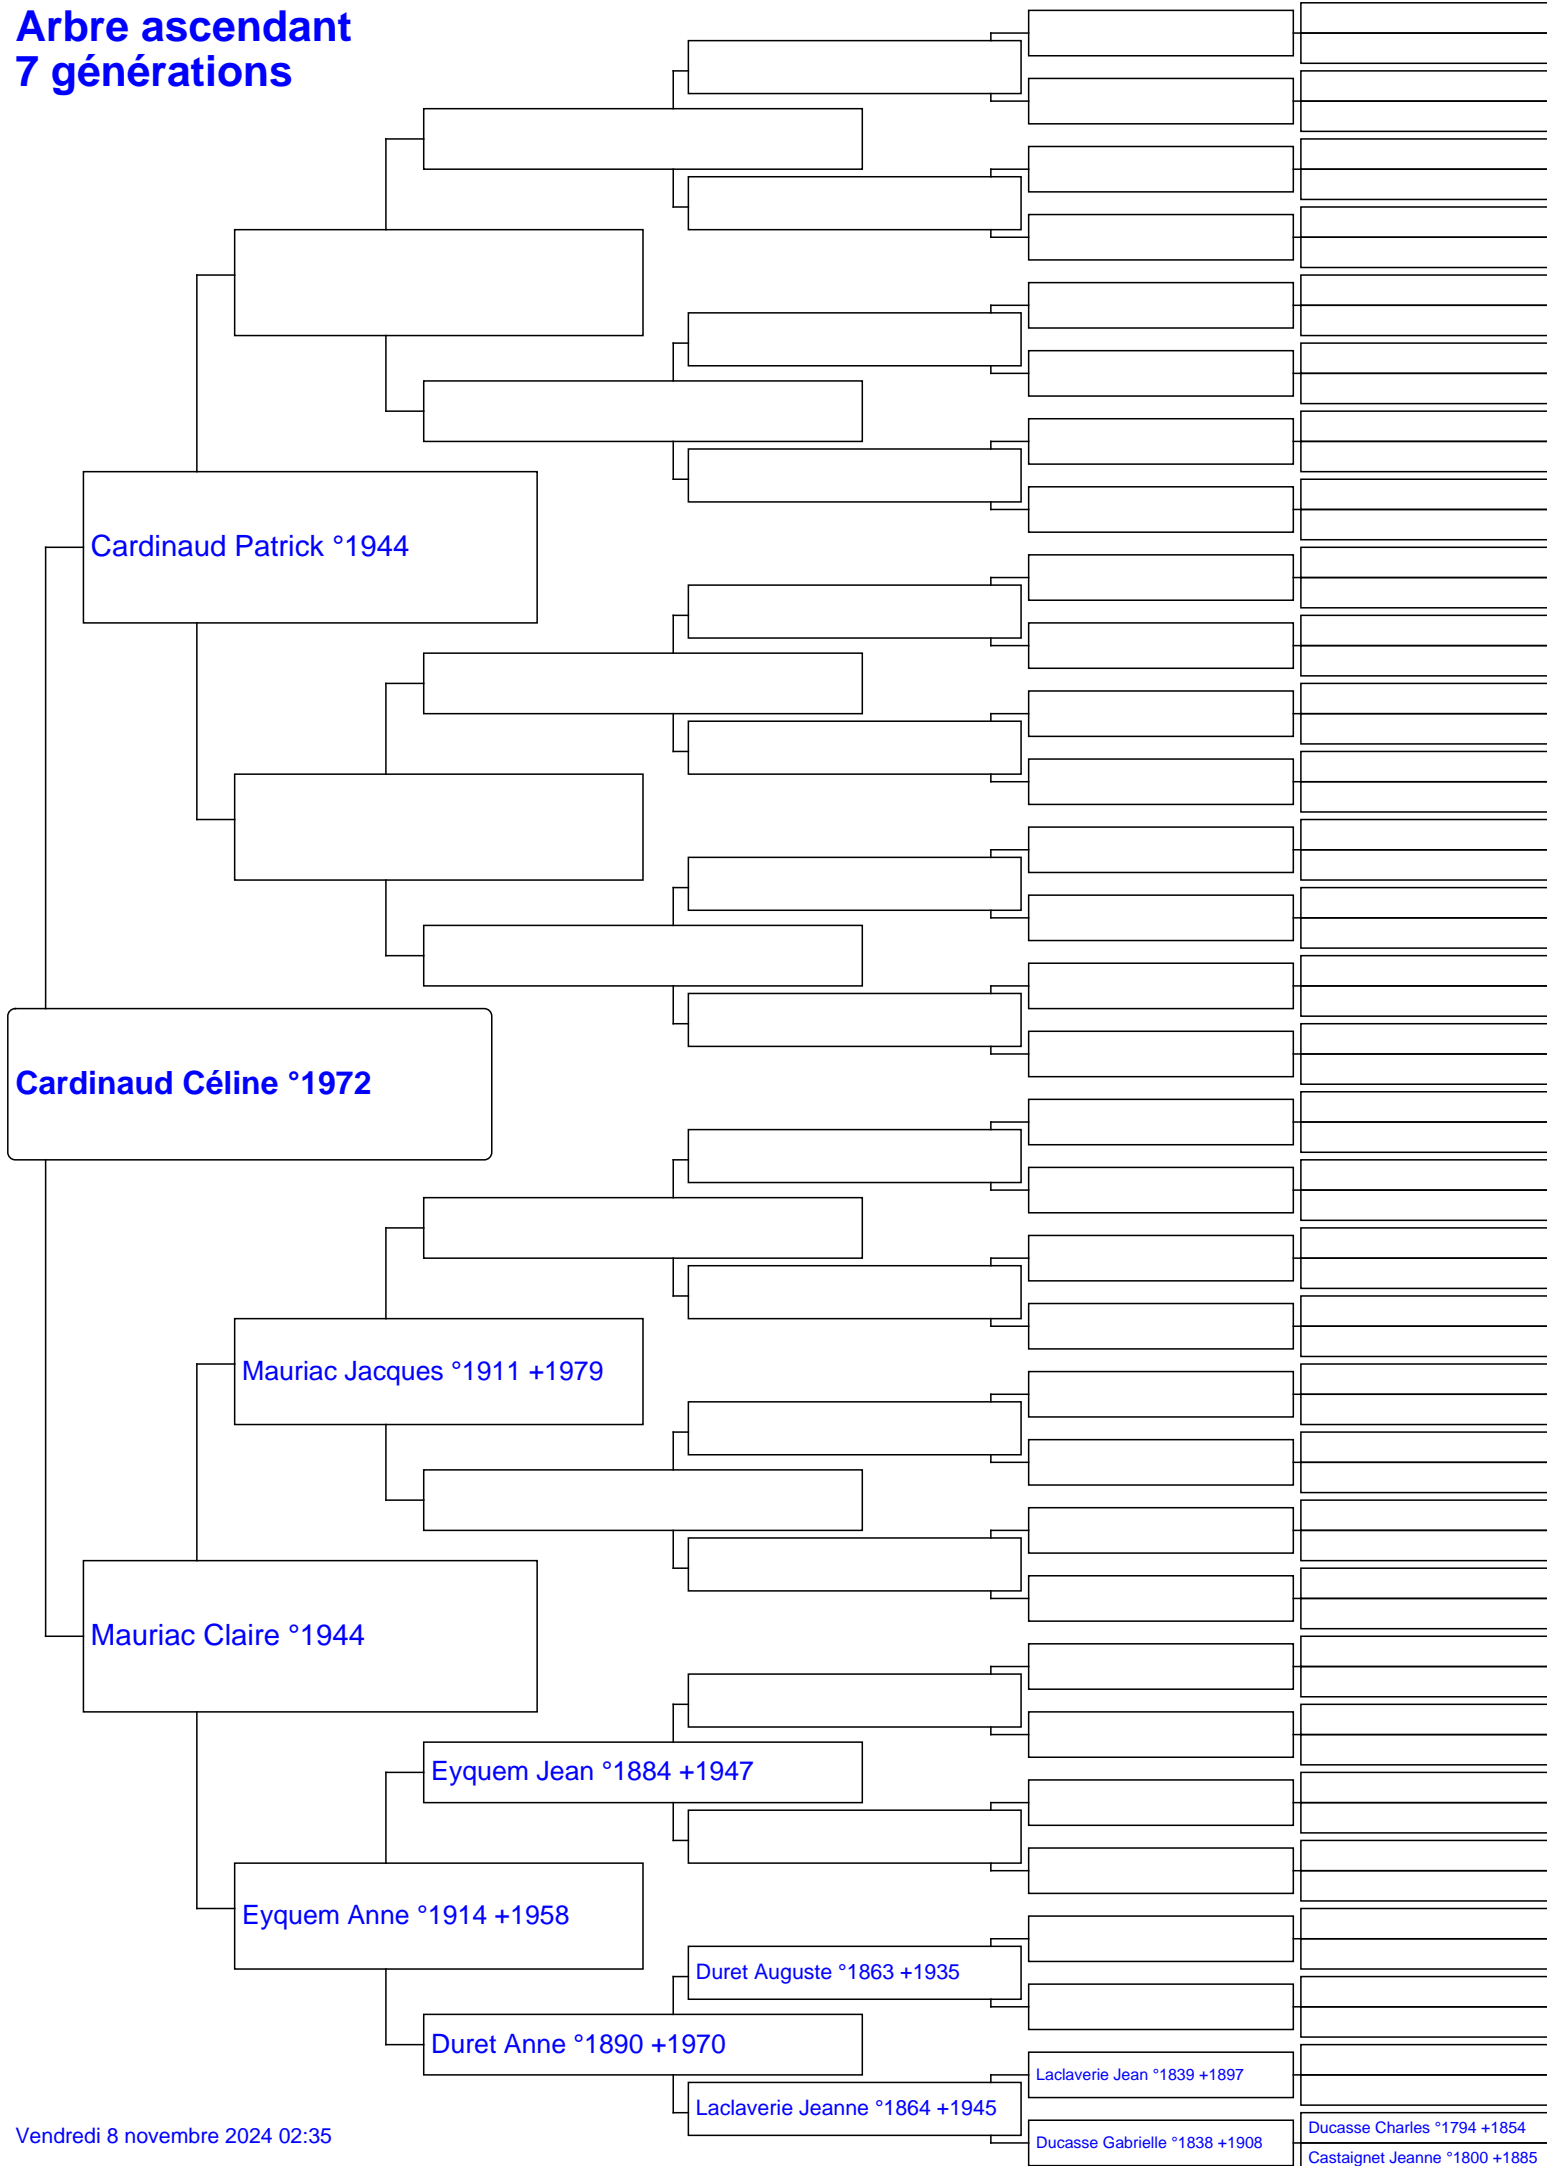 Arbre ascendant
7 générations
Cardinaud Patrick °1944
Cardinaud Céline °1972
Mauriac Jacques °1911 +1979
Mauriac Claire °1944
Eyquem Jean °1884 +1947
Eyquem Anne °1914 +1958
Duret Auguste °1863 +1935
Duret Anne °1890 +1970
Laclaverie Jean °1839 +1897
Laclaverie Jeanne °1864 +1945
Ducasse Charles °1794 +1854
Ducasse Gabrielle °1838 +1908
Castaignet Jeanne °1800 +1885
Vendredi 8 novembre 2024 02:35